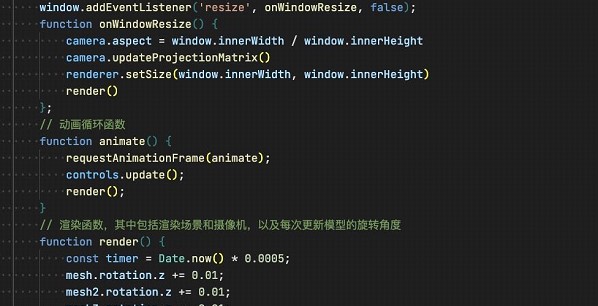 window.addEventListener('resize', onWindowResize, false);
function onWindowResize() {
camera.aspect = window.innerWidth / window.innerHeight
camera.updateProjectionMatrix()
renderer.setSize(window.innerWidth, window.innerHeight)
render()
};
// 动画循环函数
function animate() {
requestAnimationFrame(animate);
controls.update();
render();
}
// 渲染函数，其中包括渲染场景和摄像机，以及每次更新模型的旋转角度
function render() {
const timer = Date.now() * 0.0005;
mesh.rotation.z += 0.01;
mesh2.rotation.z += 0.01;